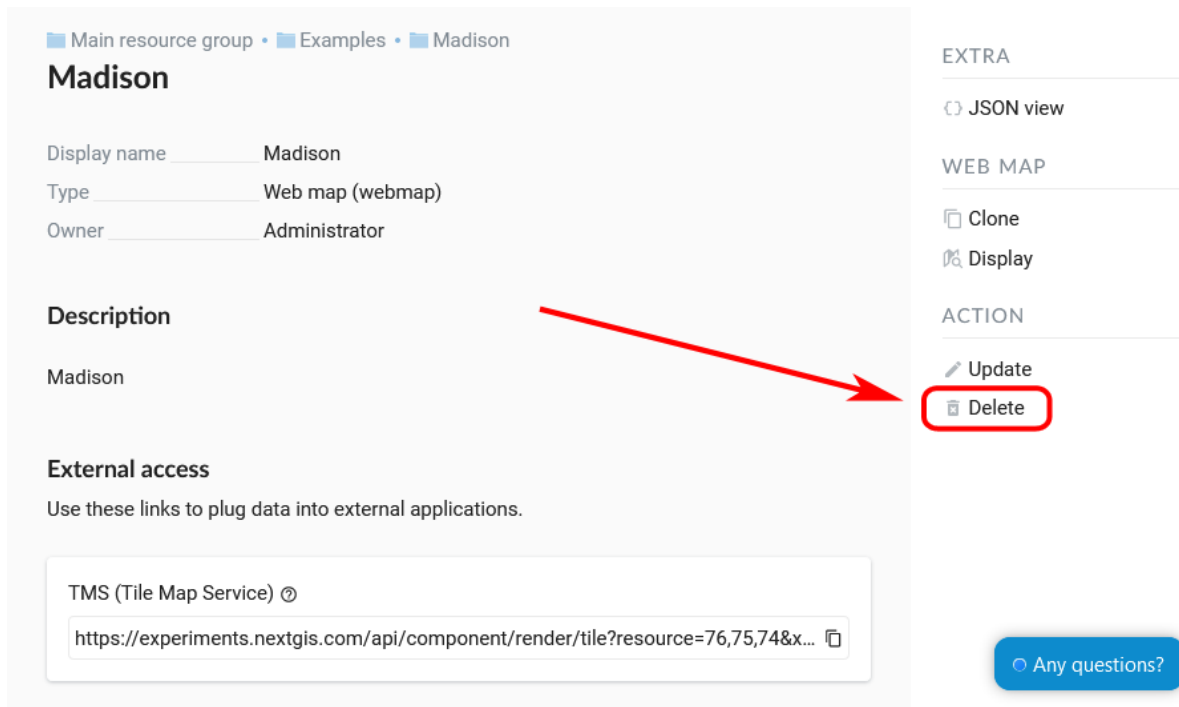 Main resource group • Examples • Madison
Madison
Display name Madison
Type Web map (webmap)
Owner Administrator
Description
Madison
External access
Use these links to plug data into external applications.
TMS (Tile Map Service)
https://experiments.nextgis.com/api/component/render/tile?resource=76,75,74&x...
EXTRA
JSON view
WEB MAP
Clone
Display
ACTION
Update
Delete
Any questions?